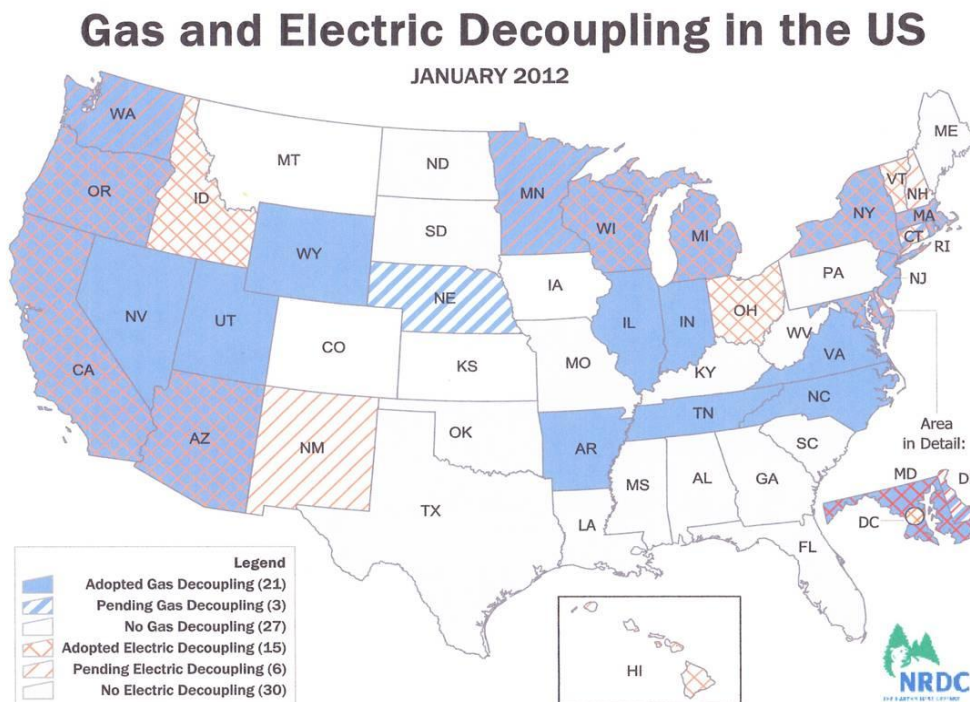 Gas and Electric Decoupling in the US
JANUARY 2012
WA
MT
ND
ME
OR
ID
MN
VT
NH
SD
WI
NY
MA
MI
CT
RI
WY
IA
PA
NJ
NE
NV
UT
IL
IN
OH
CO
WV
VA
CA
KS
MO
KY
NC
TN
AZ
NM
OK
AR
SC
Area
in Detail:
MS
AL
GA
MD
D
TX
LA
DC
FL
Legend
Adopted Gas Decoupling (21)
Pending Gas Decoupling (3)
No Gas Decoupling (27)
Adopted Electric Decoupling (15)
Pending Electric Decoupling (6)
No Electric Decoupling (30)
HI
NRDC